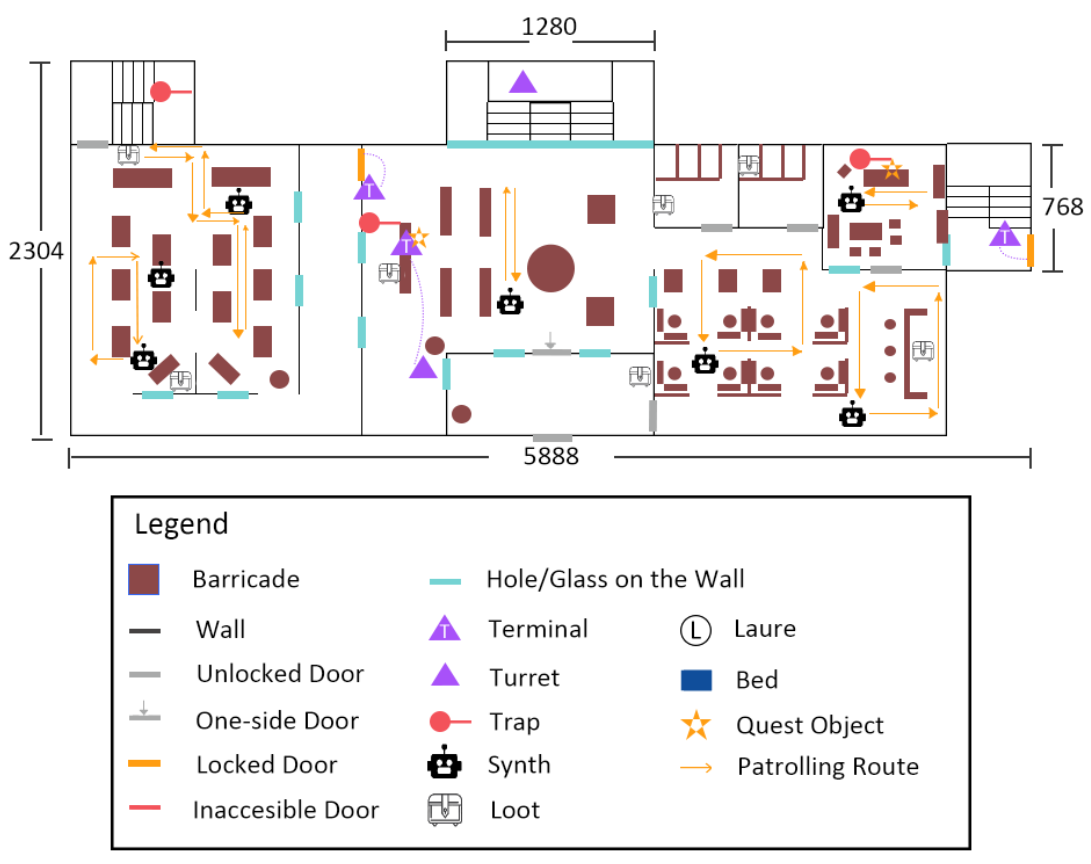 1280
2304
768
T
T
T
5888
Legend
Barricade
Hole/Glass on the Wall
Wall
T Terminal
L Laure
Unlocked Door
Turret
Bed
One-side Door
Trap
Quest Object
Locked Door
Synth
Patrolling Route
Inaccesible Door
Loot